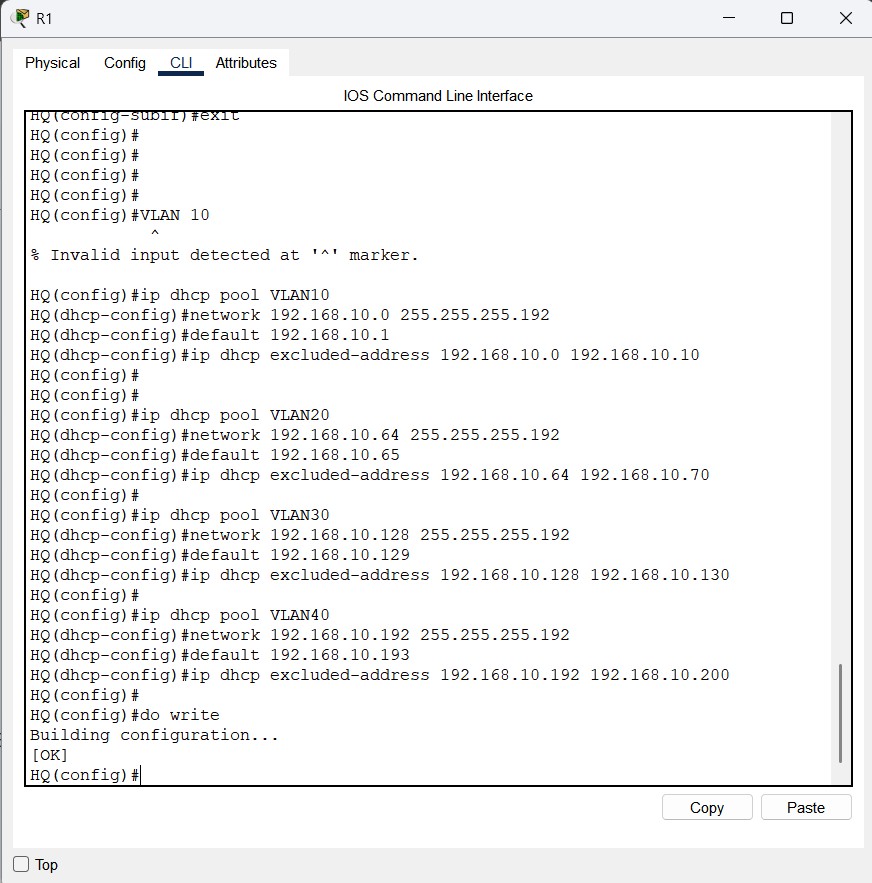 R1
Physical Config CLI Attributes
IOS Command Line Interface
HQ(config-subif)#exit
HQ(config)#
HQ(config)#
HQ(config)#
HQ(config)#
HQ(config)#VLAN 10
^
% Invalid input detected at '^' marker.
HQ(config)#ip dhcp pool VLAN10
HQ(dhcp-config)#network 192.168.10.0 255.255.255.192
HQ(dhcp-config)#default 192.168.10.1
HQ(dhcp-config)#ip dhcp excluded-address 192.168.10.0 192.168.10.10
HQ(config)#
HQ(config)#
HQ(config)#ip dhcp pool VLAN20
HQ(dhcp-config)#network 192.168.10.64 255.255.255.192
HQ(dhcp-config)#default 192.168.10.65
HQ(dhcp-config)#ip dhcp excluded-address 192.168.10.64 192.168.10.70
HQ(config)#
HQ(config)#ip dhcp pool VLAN30
HQ(dhcp-config)#network 192.168.10.128 255.255.255.192
HQ(dhcp-config)#default 192.168.10.129
HQ(dhcp-config)#ip dhcp excluded-address 192.168.10.128 192.168.10.130
HQ(config)#
HQ(config)#ip dhcp pool VLAN40
HQ(dhcp-config)#network 192.168.10.192 255.255.255.192
HQ(dhcp-config)#default 192.168.10.193
HQ(dhcp-config)#ip dhcp excluded-address 192.168.10.192 192.168.10.200
HQ(config)#
HQ(config)#do write
Building configuration...
[OK]
HQ(config)#
Copy Paste
Top